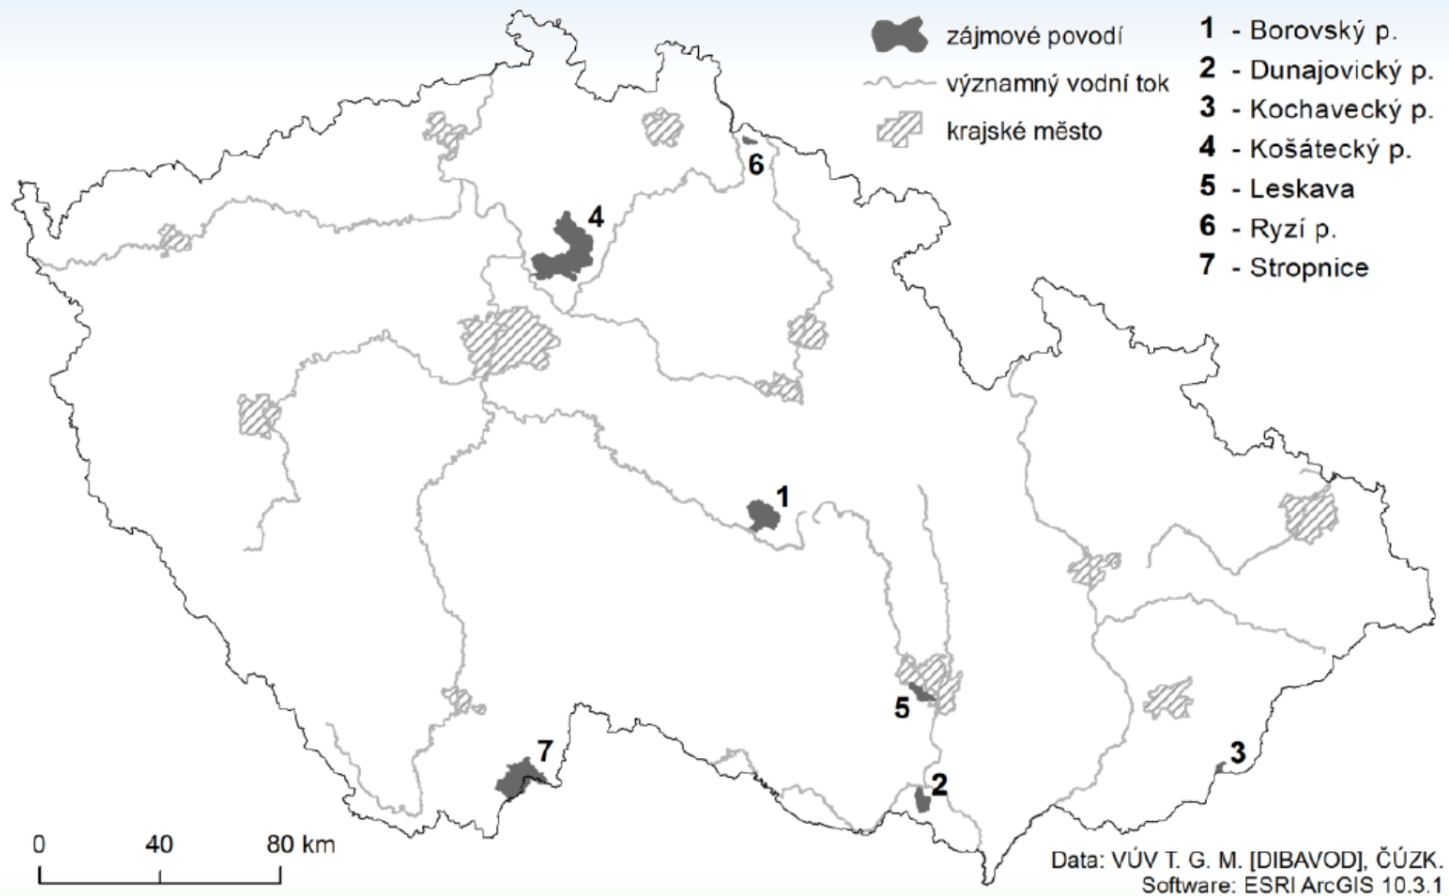 zájmové povodí
významný vodní tok
krajské město
1 - Borovský p.
2 - Dunajovický p.
3 - Kochavecký p.
4 - Košátecký p.
5 - Leskava
6 - Ryzí p.
7 - Stropnice
6
4
1
5
7
2
3
0 40 80 km
Data: VÚV T. G. M. [DIBAVOD], ČÚZK.
Software: ESRI ArcGIS 10.3.1